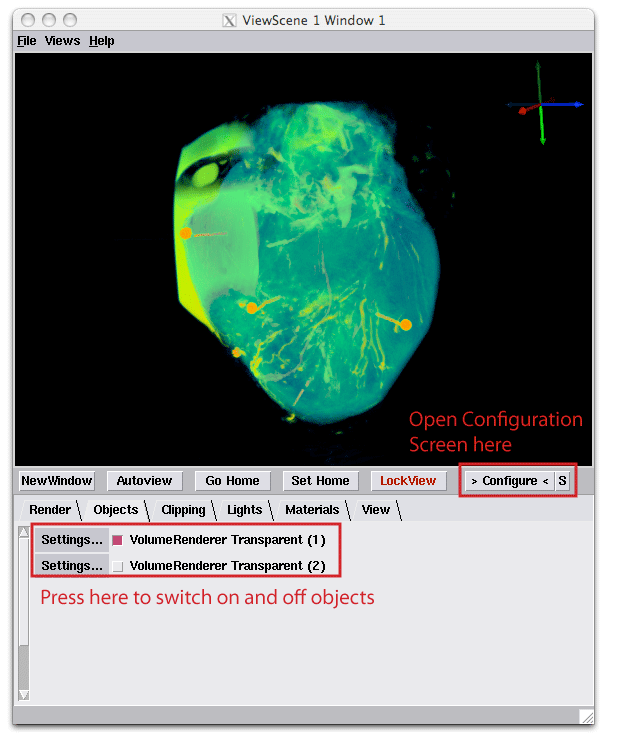 ViewScene 1 Window 1
File Views Help
Open Configuration
Screen here
NewWindow Autoview Go Home Set Home LockView > Configure < S
Render Objects Clipping Lights Materials View
Settings... VolumeRenderer Transparent (1)
Settings... VolumeRenderer Transparent (2)
Press here to switch on and off objects